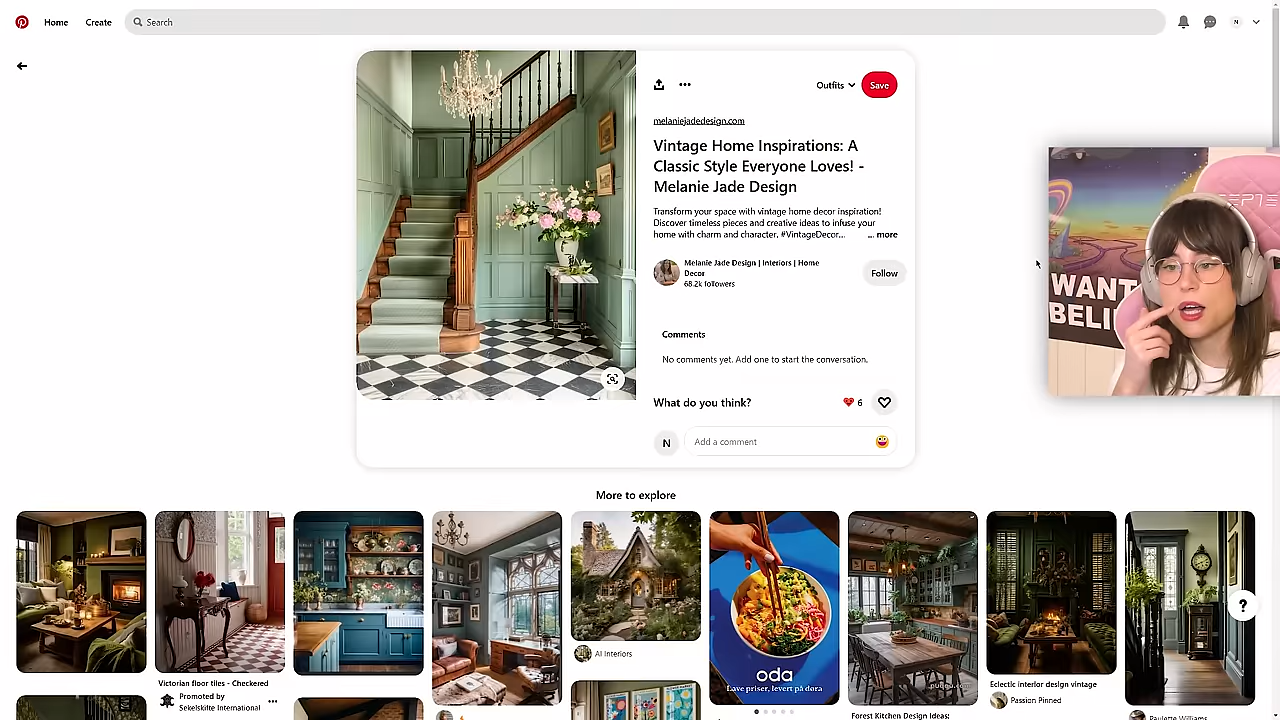 Home
Create
Search
N
Outfits
Save
melaniejadedesign.com
Vintage Home Inspirations: A
Classic Style Everyone Loves! -
Melanie Jade Design
Transform your space with vintage home decor inspiration!
Discover timeless pieces and creative ideas to infuse your
home with charm and character. #VintageDecor...
... more
Melanie Jade Design | Interiors | Home
Decor
68.2k followers
Follow
Comments
No comments yet. Add one to start the conversation.
What do you think?
6
N
Add a comment
WANT
BELI
More to explore
oda
Lave priser, levert på døra.
?
AI Interiors
Victorian floor tiles - Checkered
Promoted by
Sekelskifte International
Eclectic interior design vintage
Passion Pinned
Forest Kitchen Design Ideas:
Paulette Williams